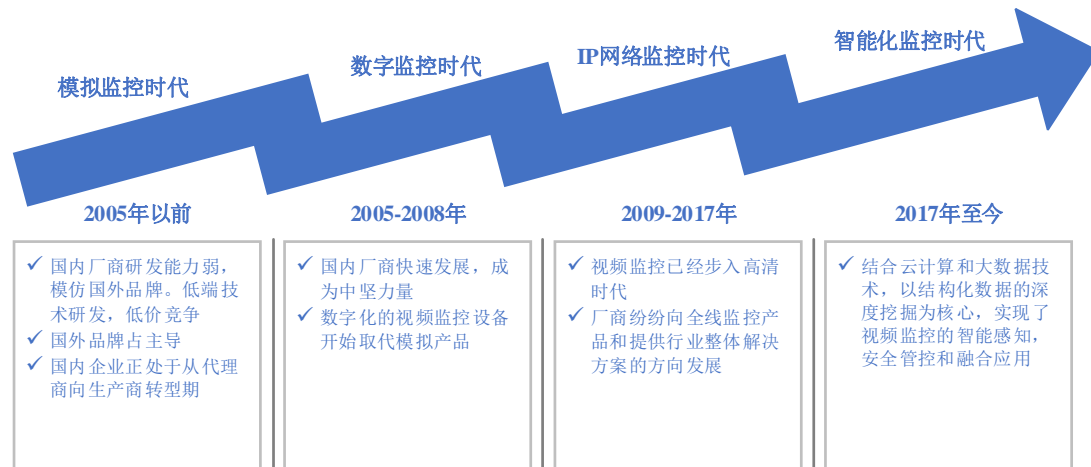 模拟监控时代
数字监控时代
IP网络监控时代
智能化监控时代
2005年以前
2005-2008年
2009-2017年
2017年至今
✓ 国内厂商研发能力弱，
模仿国外品牌。低端技
术研发，低价竞争
✓ 国外品牌占主导
✓ 国内企业正处于从代理
商向生产商转型期
✓ 国内厂商快速发展，成
为中坚力量
✓ 数字化的视频监控设备
开始取代模拟产品
✓ 视频监控已经步入高清
时代
✓ 厂商纷纷向全线监控产
品和提供行业整体解决
方案的方向发展
✓ 结合云计算和大数据技
术，以结构化数据的深
度挖掘为核心，实现了
视频监控的智能感知，
安全管控和融合应用